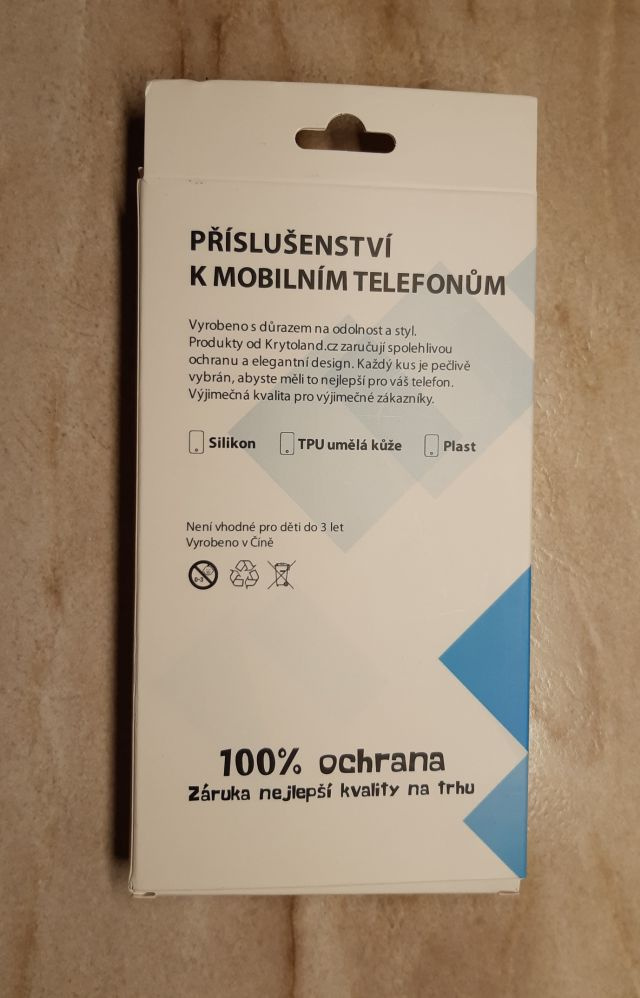 PŘÍSLUŠENSTVÍ
K MOBILNÍM TELEFONŮM
Vyrobeno s důrazem na odolnost a styl.
Produkty od Krytoland.cz zaručují spolehlivou
ochranu a elegantní design. Každý kus je pečlivě
vybrán, abyste měli to nejlepší pro váš telefon.
Výjimečná kvalita pro výjimečné zákazníky.
Silikon TPU umělá kůže Plast
Není vhodné pro děti do 3 let
Vyrobeno v Číně
0-3
100% ochrana
Záruka nejlepší kvality na trhu